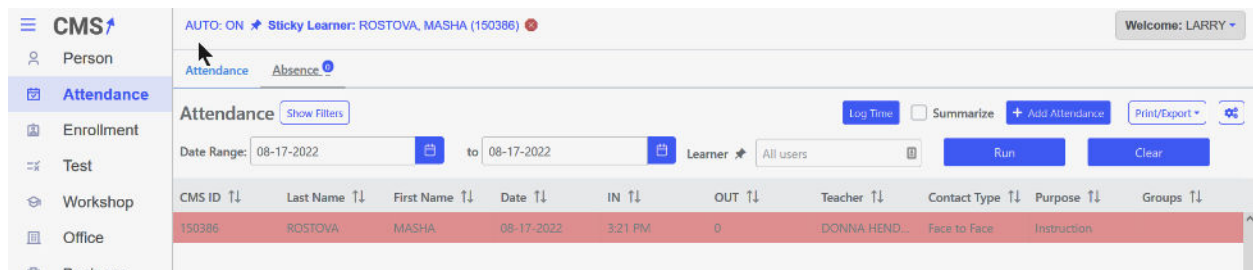 CMS
AUTO: ON Sticky Learner: ROSTOVA, MASHA (150386)
Welcome: LARRY
Person
Attendance
Enrollment
Test
Workshop
Office
Attendance Absence 0
Attendance Show Filters Log Time Summarize + Add Attendance Print/Export
Date Range: 08-17-2022 to 08-17-2022 Learner All users Run Clear
CMS ID Last Name First Name Date IN OUT Teacher Contact Type Purpose Groups
150386 ROSTOVA MASHA 08-17-2022 3:21 PM 0 DONNA HEND... Face to Face Instruction